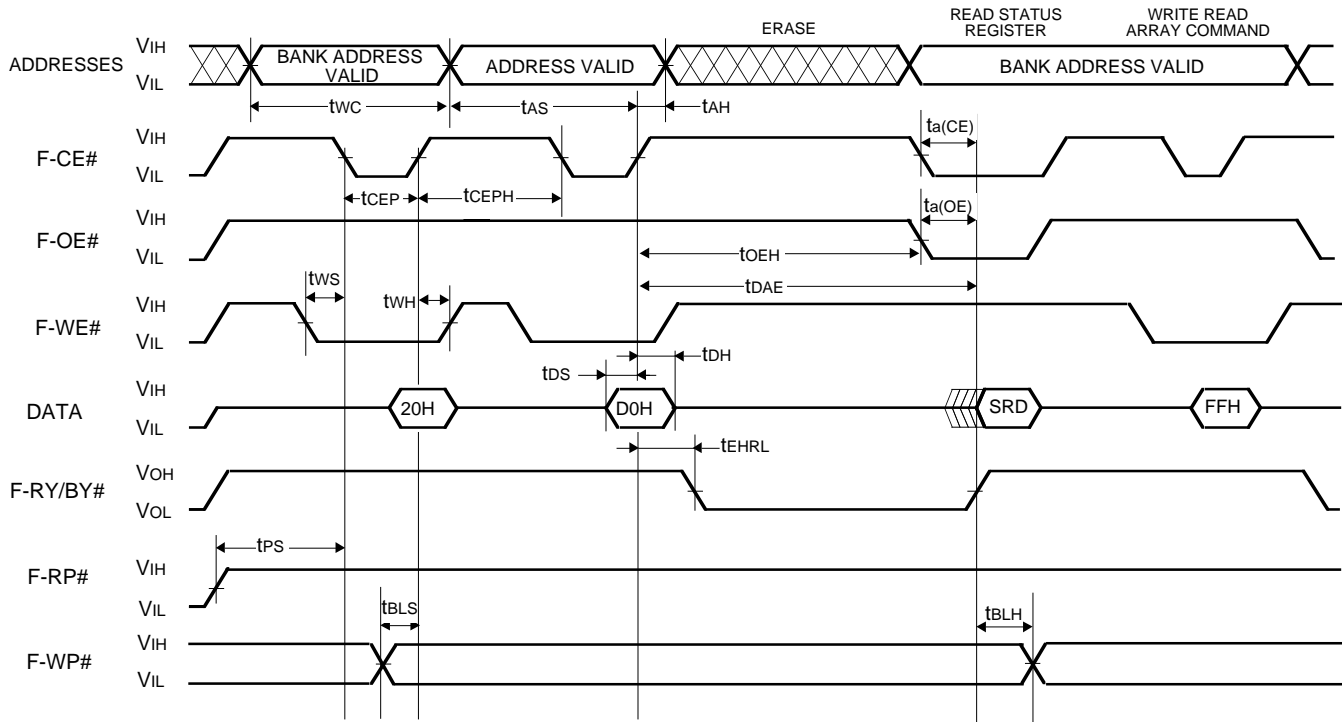 ERASE
READ STATUS
REGISTER
WRITE READ
ARRAY COMMAND
ADDRESSES
VIH
VIL
BANK ADDRESS
VALID
ADDRESS VALID
BANK ADDRESS VALID
tWC
tAS
tAH
F-CE#
VIH
VIL
ta(CE)
tCEP
tCEPH
F-OE#
VIH
VIL
ta(OE)
tOEH
tDAE
F-WE#
VIH
VIL
tWS
tWH
tDH
tDS
DATA
VIH
VIL
20H
D0H
SRD
FFH
tEHRL
F-RY/BY#
VOH
VOL
tPS
F-RP#
VIH
VIL
tBLS
tBLH
F-WP#
VIH
VIL